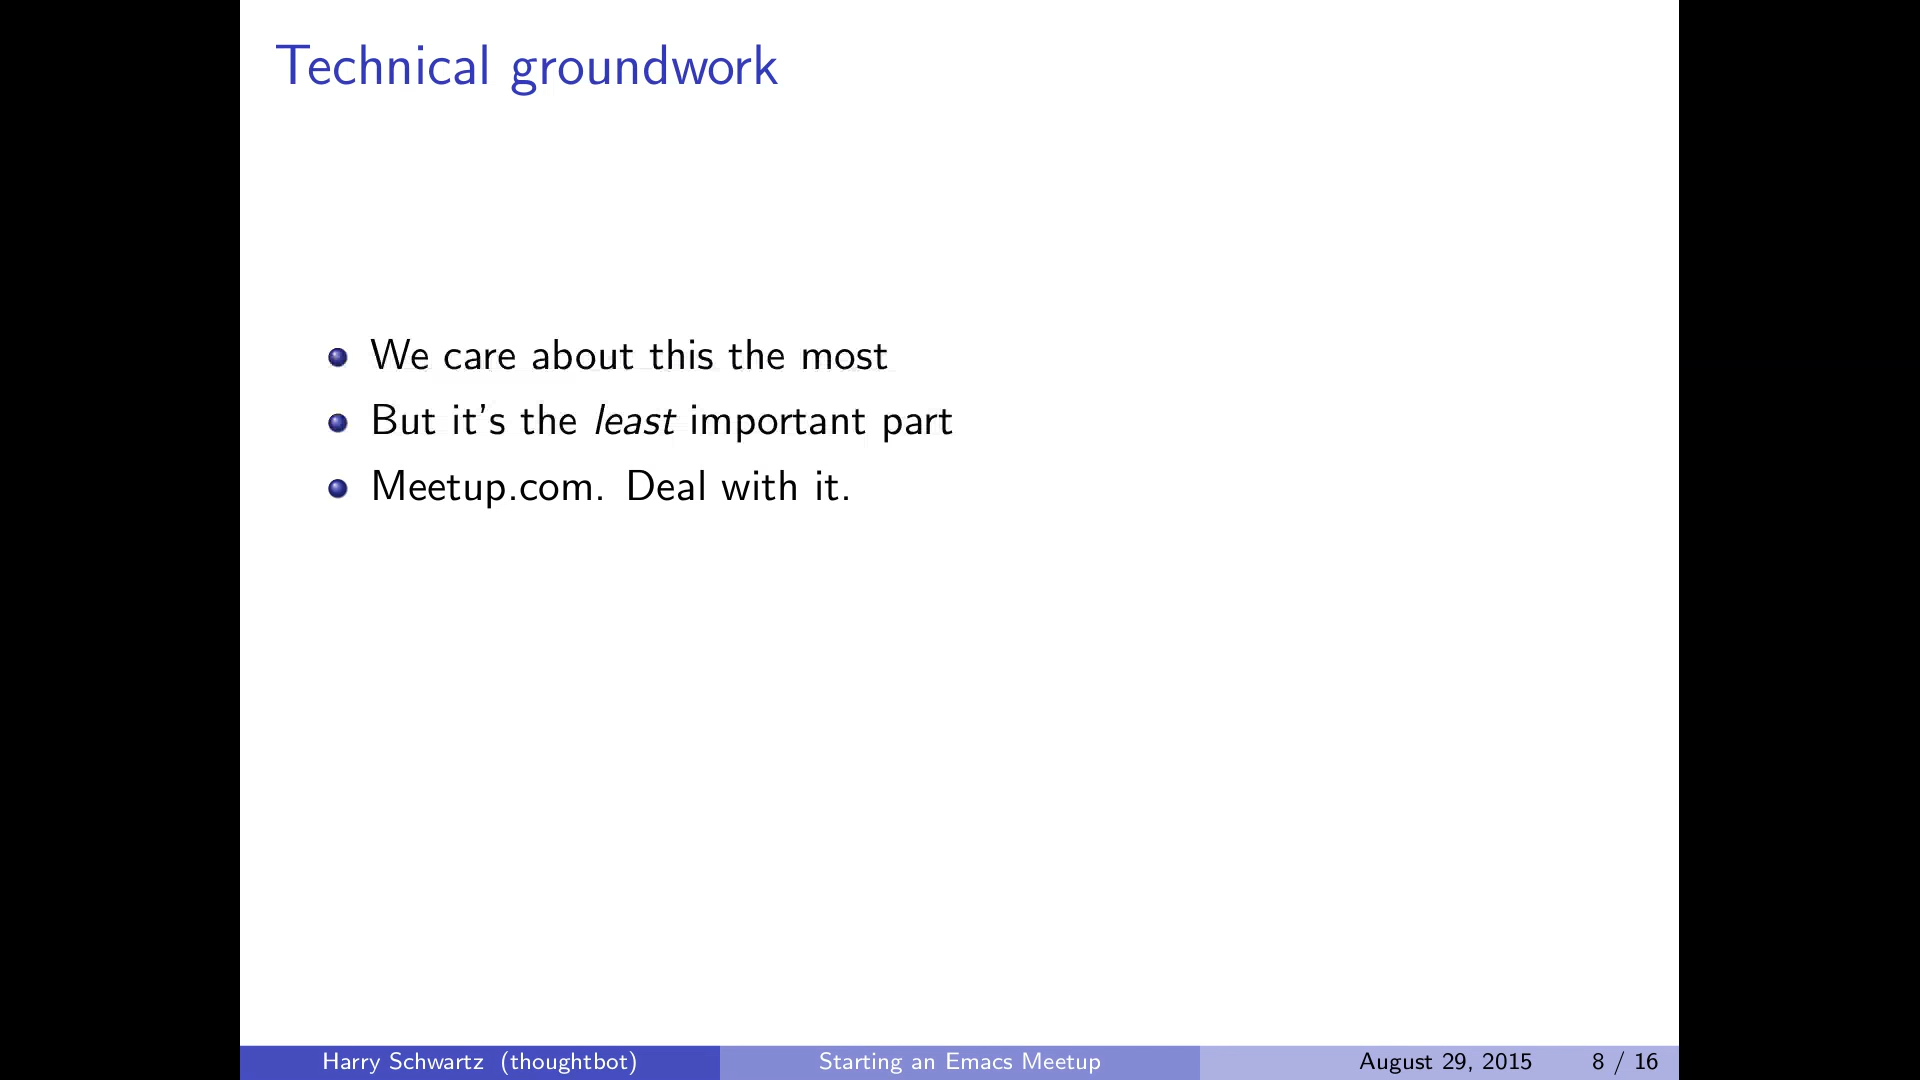 Technical groundwork
We care about this the most
But it's the least important part
Meetup.com. Deal with it.
Harry Schwartz (thoughtbot) Starting an Emacs Meetup August 29, 2015 8 / 16